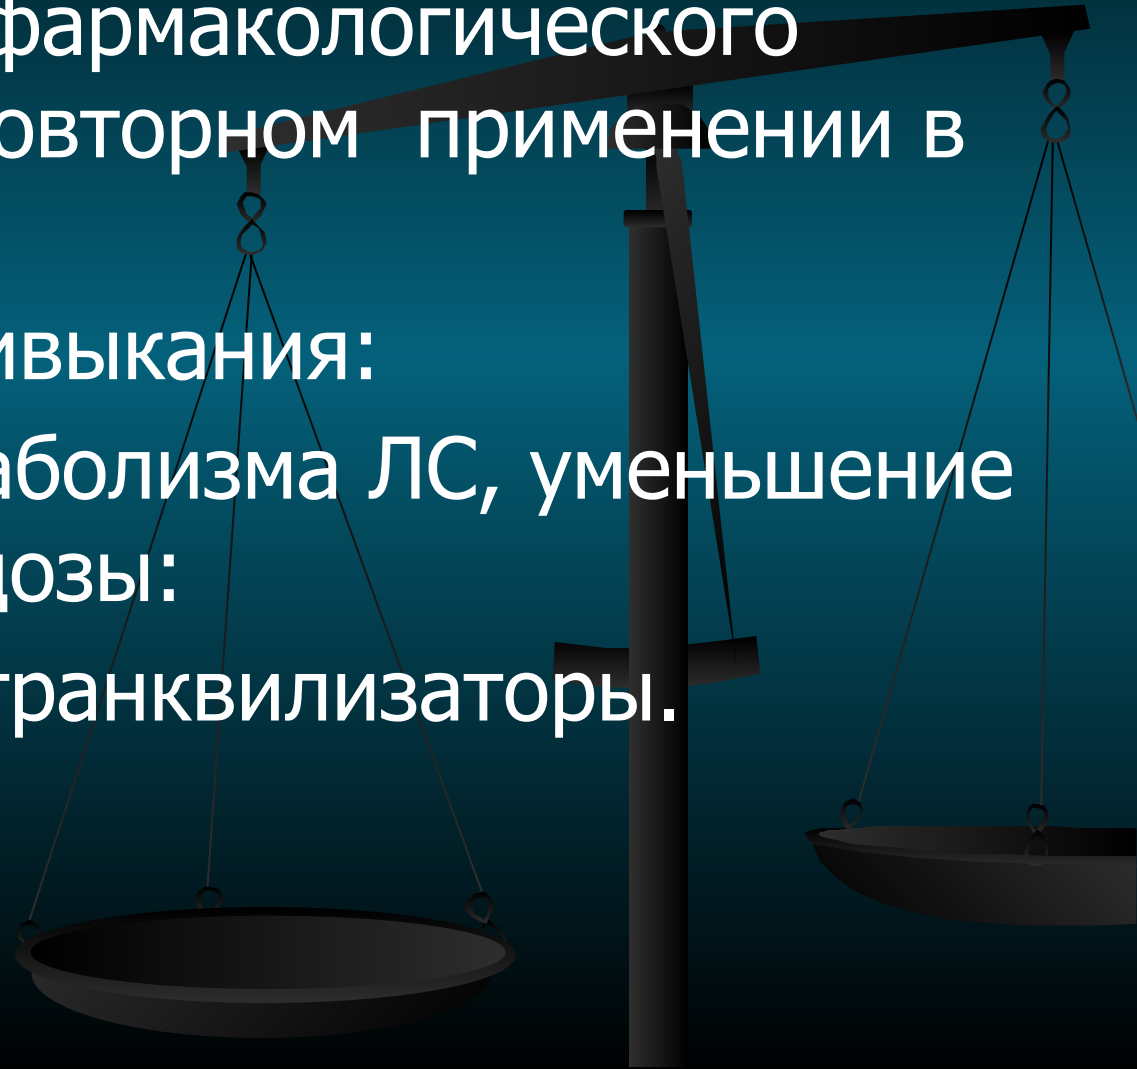 фармакологического
овторном применении в
ивыкания:
аболизма ЛС, уменьшение
дозы:
транквилизаторы.